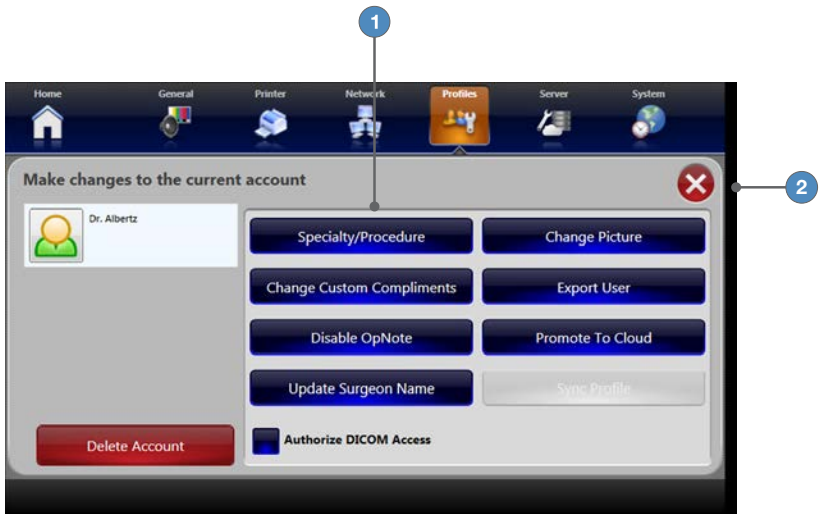 1
Home General Printer Network Profiles Server System
Make changes to the current account
2
Dr. Albertz
Specialty/Procedure Change Picture
Change Custom Compliments Export User
Disable OpNote Promote To Cloud
Update Surgeon Name Sync Profile
Delete Account Authorize DICOM Access